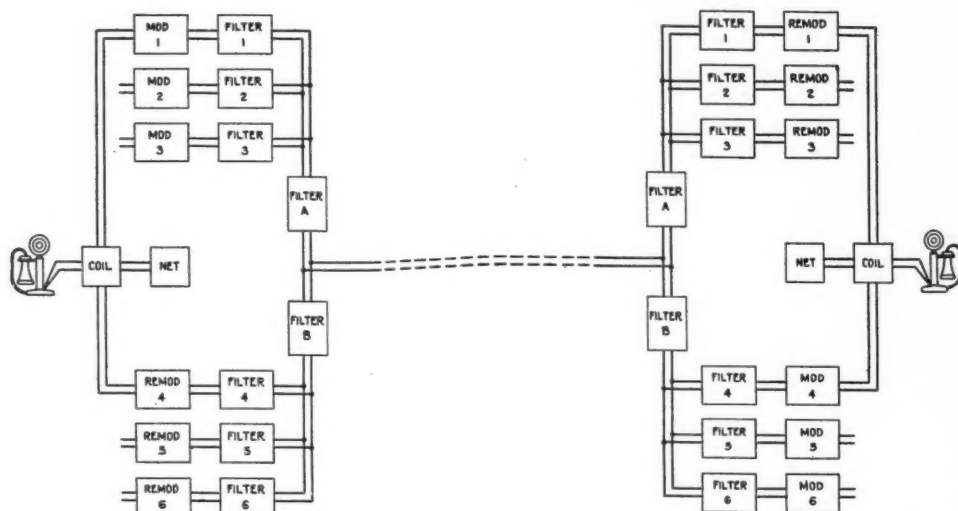 MOD
1
FILTER
1
MOD
2
FILTER
2
MOD
3
FILTER
3
FILTER
A
COIL
NET
FILTER
B
REMOD
4
FILTER
4
REMOD
5
FILTER
5
REMOD
6
FILTER
6
FILTER
1
REMOD
1
FILTER
2
REMOD
2
FILTER
3
REMOD
3
FILTER
A
NET
COIL
FILTER
B
FILTER
4
MOD
4
FILTER
5
MOD
5
FILTER
6
MOD
6